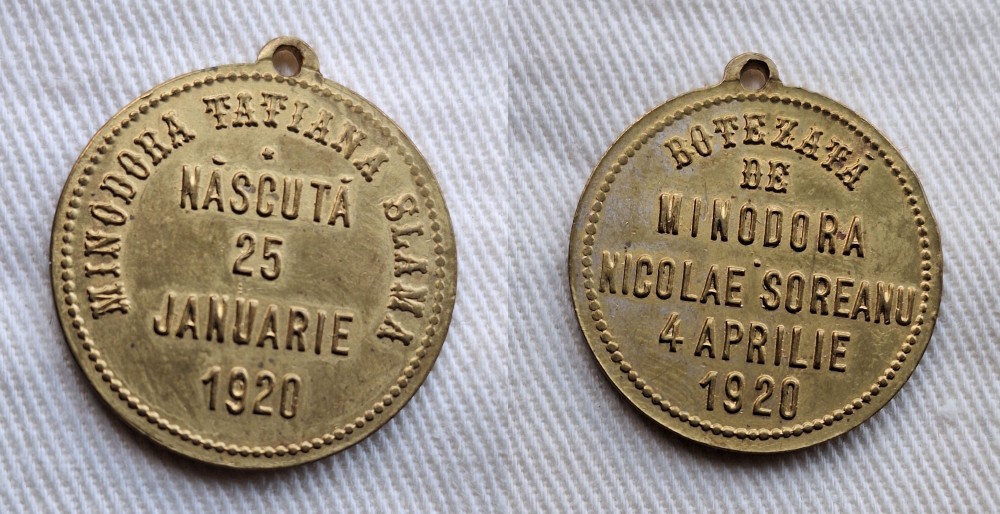 MINODORA TATIANA SLAMA
NĂSCUTĂ
25
JANUARIE
1920
BOTEZATĂ
DE
MINODORA
NICOLAE SOREANU
4 APRILIE
1920